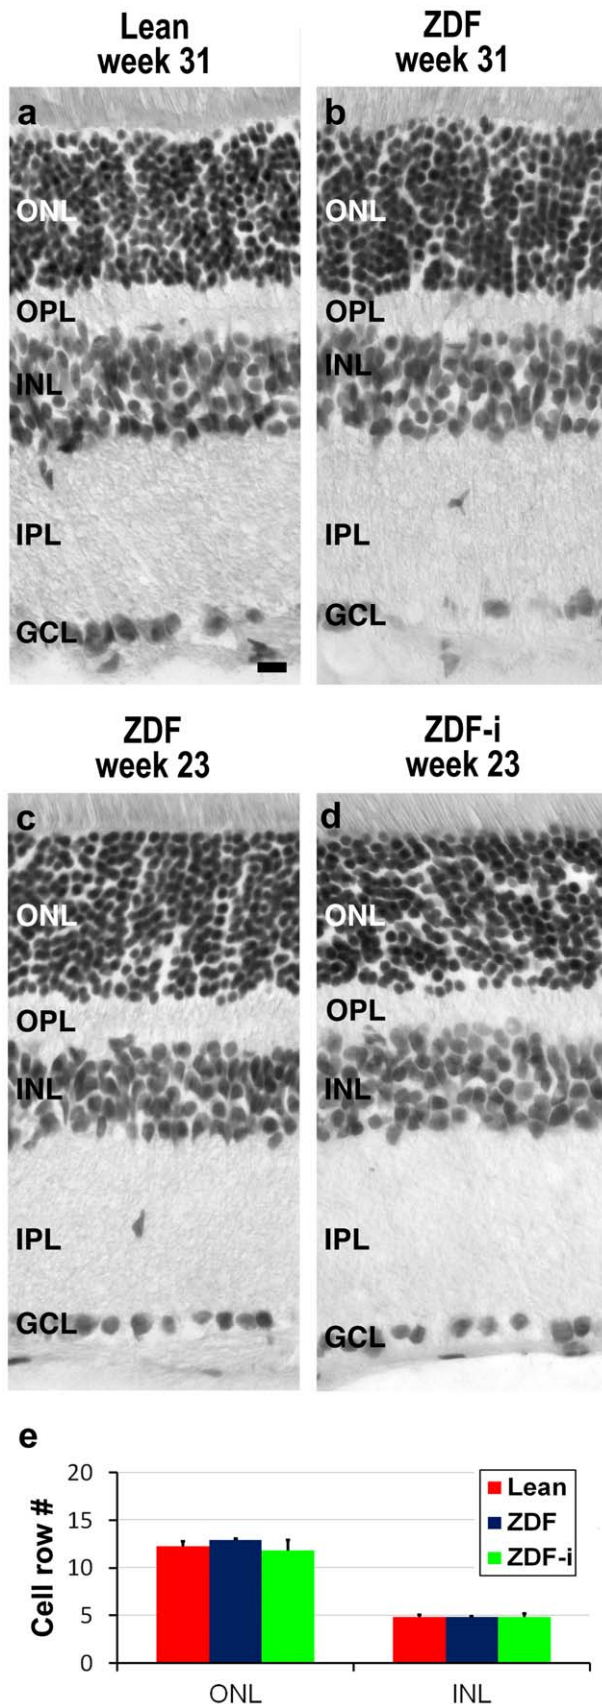 Lean
week 31
ZDF
week 31
a
ONL
OPL
INL
IPL
GCL
b
ONL
OPL
INL
IPL
GCL
ZDF
week 23
ZDF-i
week 23
c
ONL
OPL
INL
IPL
GCL
d
ONL
OPL
INL
IPL
GCL
e
Cell row #
20
15
10
5
0
Lean
ZDF
ZDF-i
ONL
INL